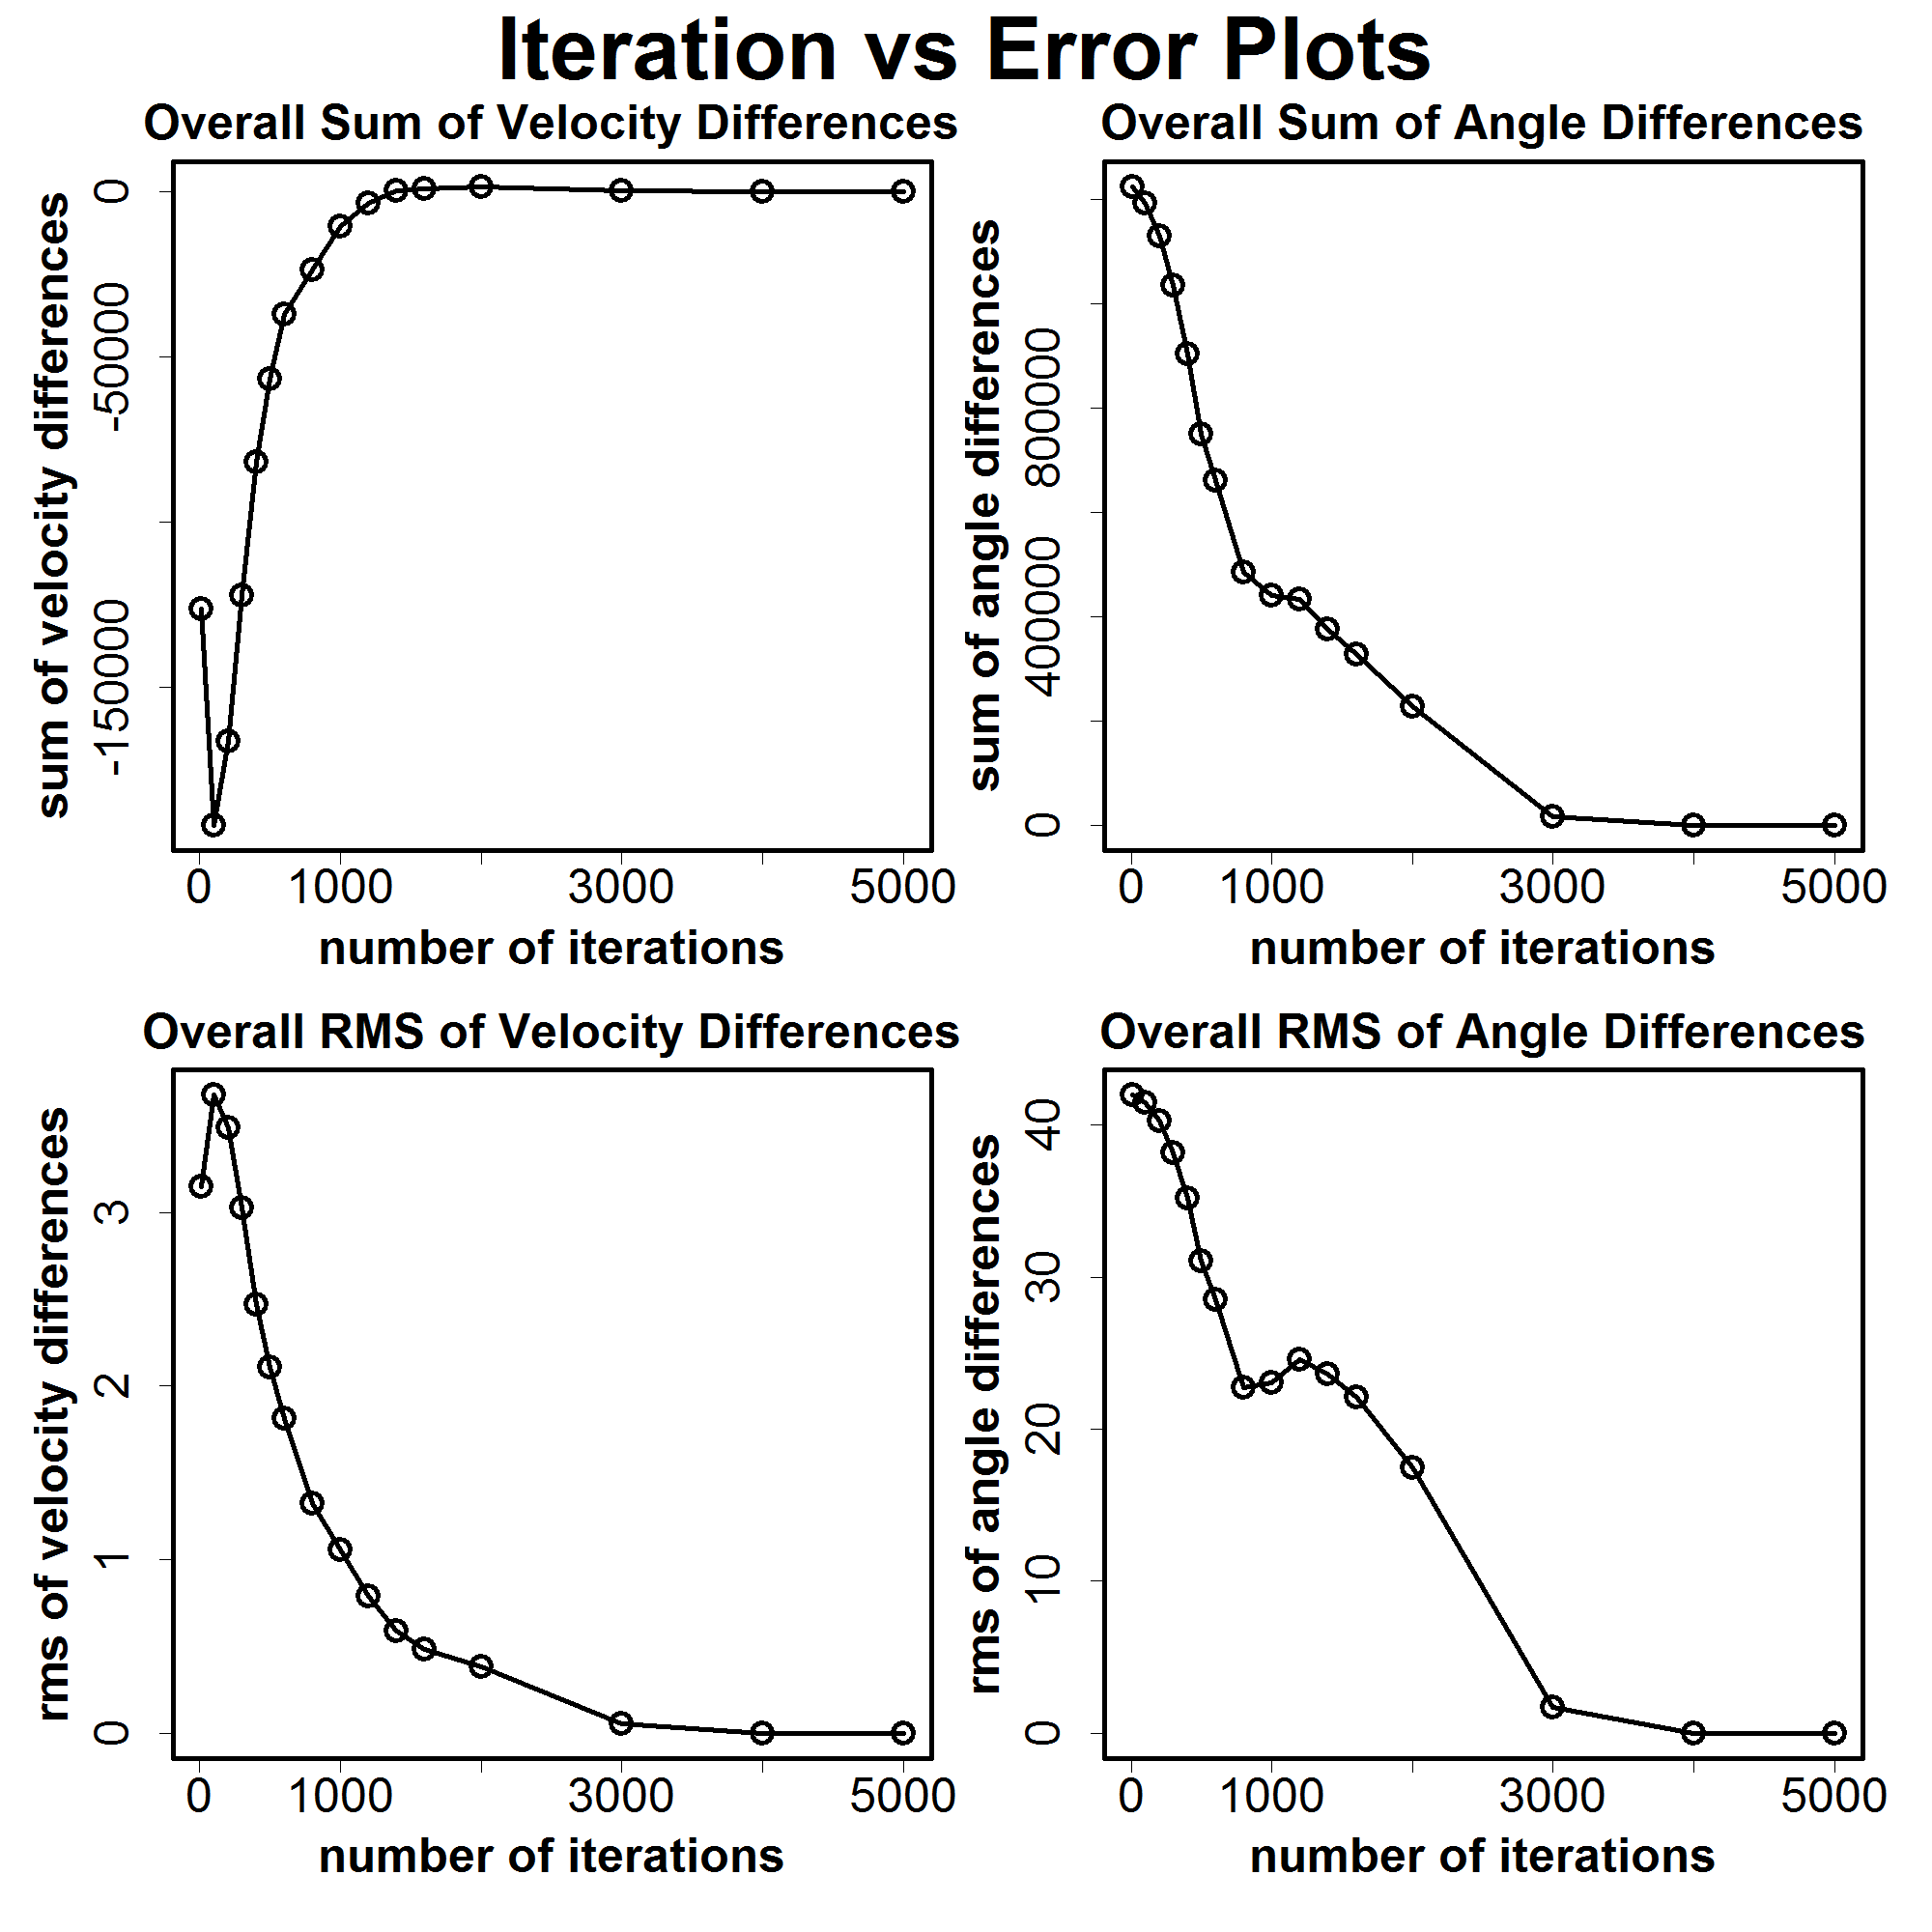 Iteration vs Error Plots
Overall Sum of Velocity Differences
sum of velocity differences
0
-50000
-150000
0 1000 3000 5000
number of iterations
Overall Sum of Angle Differences
sum of angle differences
800000
400000
0
0 1000 3000 5000
number of iterations
Overall RMS of Velocity Differences
rms of velocity differences
3
2
1
0
0 1000 3000 5000
number of iterations
Overall RMS of Angle Differences
rms of angle differences
40
30
20
10
0
0 1000 3000 5000
number of iterations